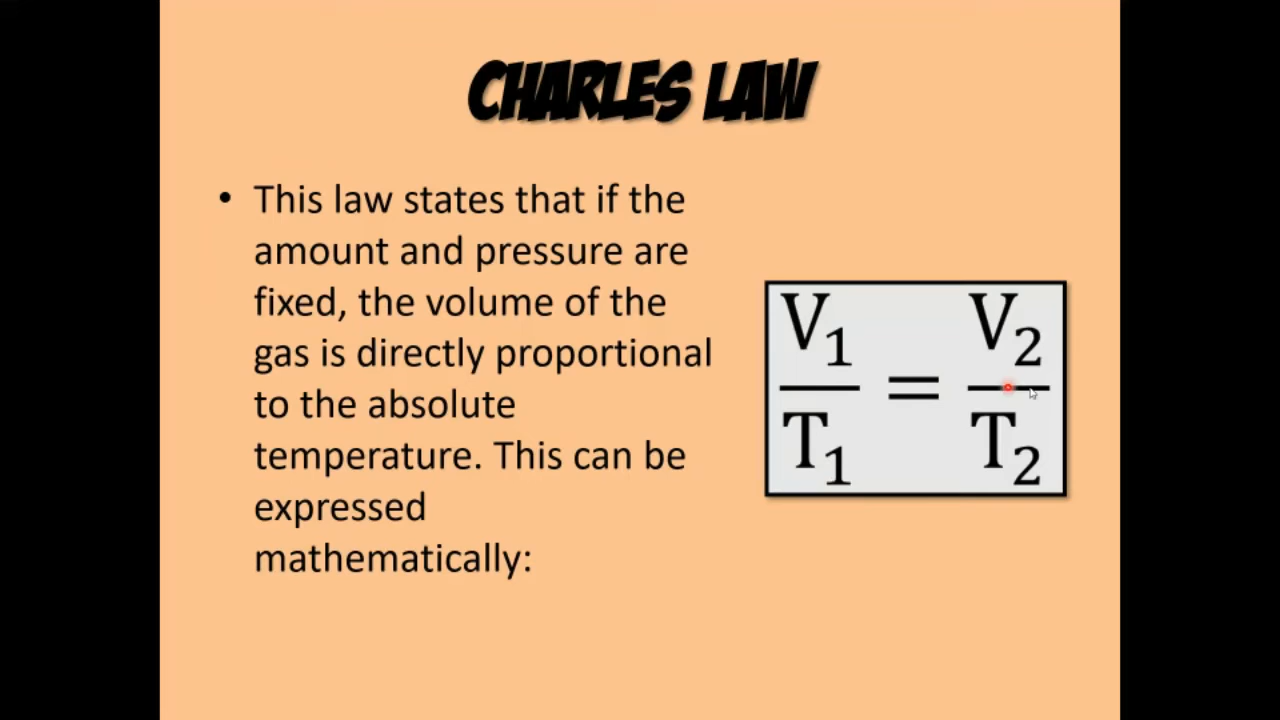 CHARLES LAW
• This law states that if the
amount and pressure are
fixed, the volume of the
gas is directly proportional
to the absolute
temperature. This can be
expressed
mathematically:
V₁/T₁ = V₂/T₂